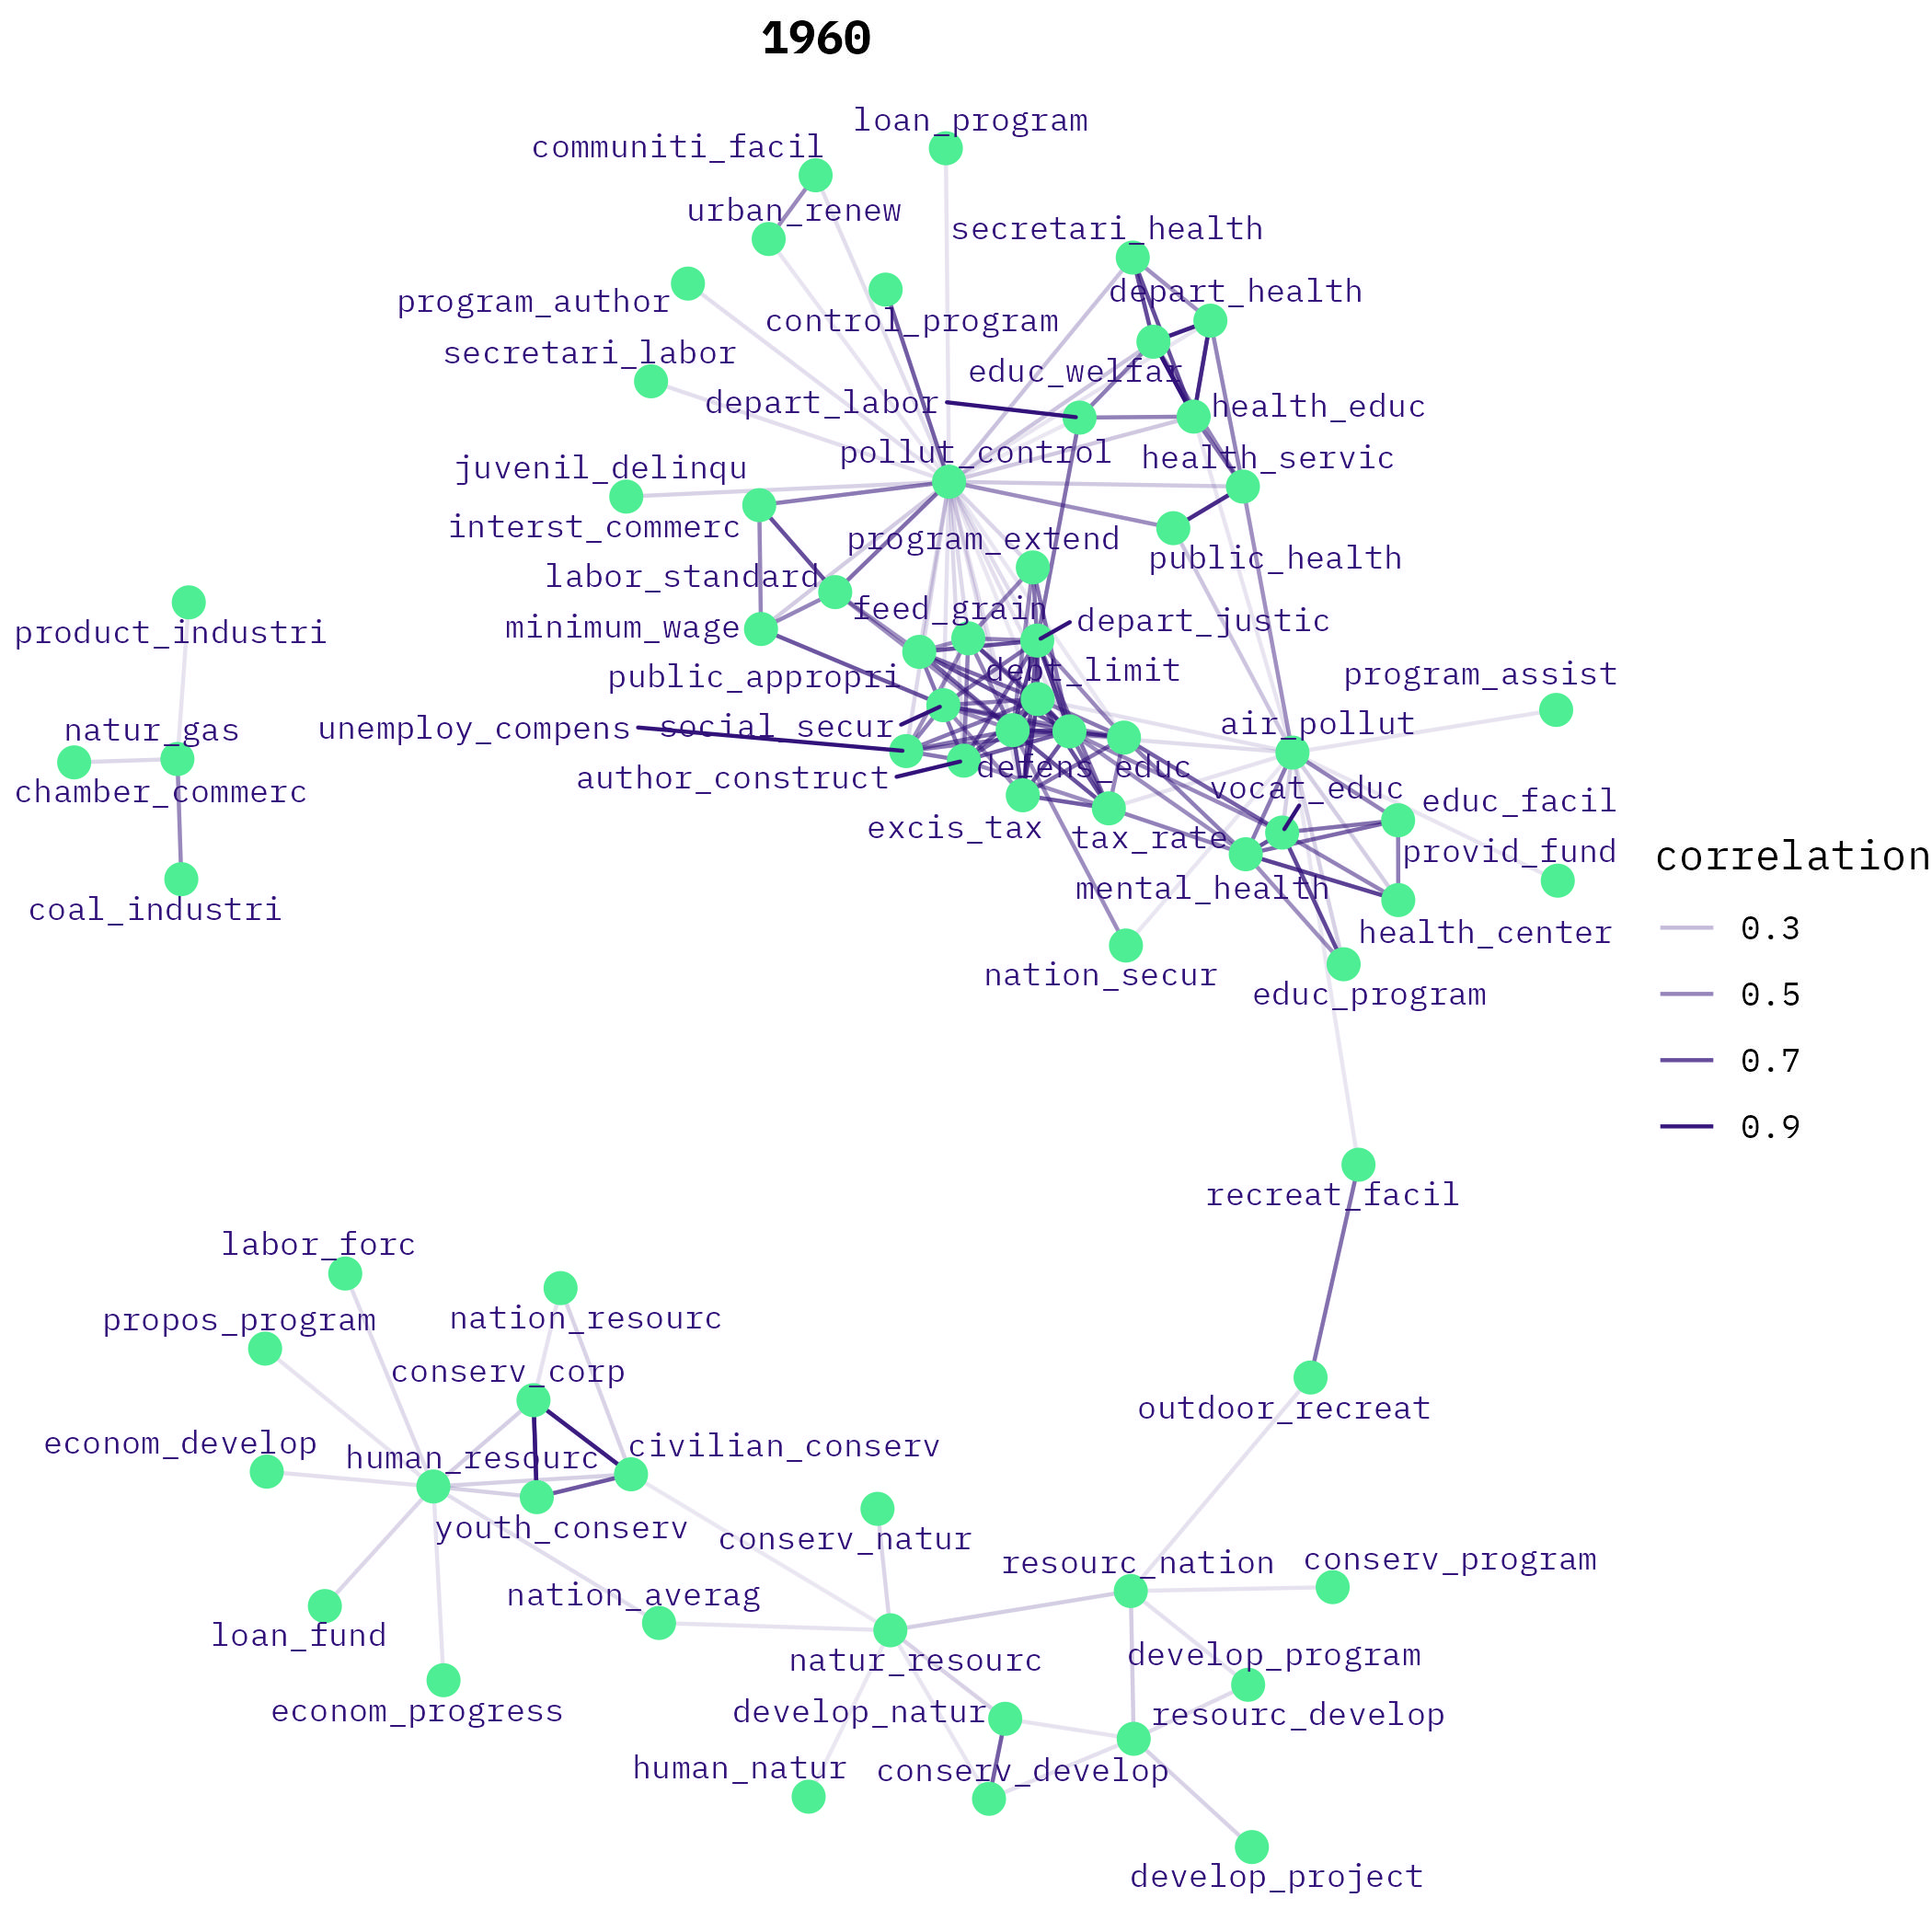 1960
loan_program
communiti_facil
urban_renew
secretari_health
depart_health
program_author
control_program
secretari_labor
educ_welfar
depart_labor
health_educ
pollut_control
health_servic
juvenil_delinqu
interst_commerc
program_extend
public_health
labor_standard
feed_grain
depart_justic
minimum_wage
product_industri
public_appropri
debt_limit
program_assist
natur_gas
unemploy_compens
social_secur
air_pollut
author_construct
defens_educ
vocat_educ
chamber_commerc
educ_facil
excis_tax
tax_rate
provid_fund
mental_health
coal_industri
health_center
nation_secur
educ_program
correlation
0.3
0.5
0.7
0.9
recreat_facil
labor_forc
propos_program
nation_resourc
conserv_corp
outdoor_recreat
econom_develop
human_resourc
civilian_conserv
youth_conserv
conserv_natur
resourc_nation
conserv_program
nation_averag
loan_fund
natur_resourc
develop_program
econom_progress
develop_natur
resourc_develop
human_natur
conserv_develop
develop_project